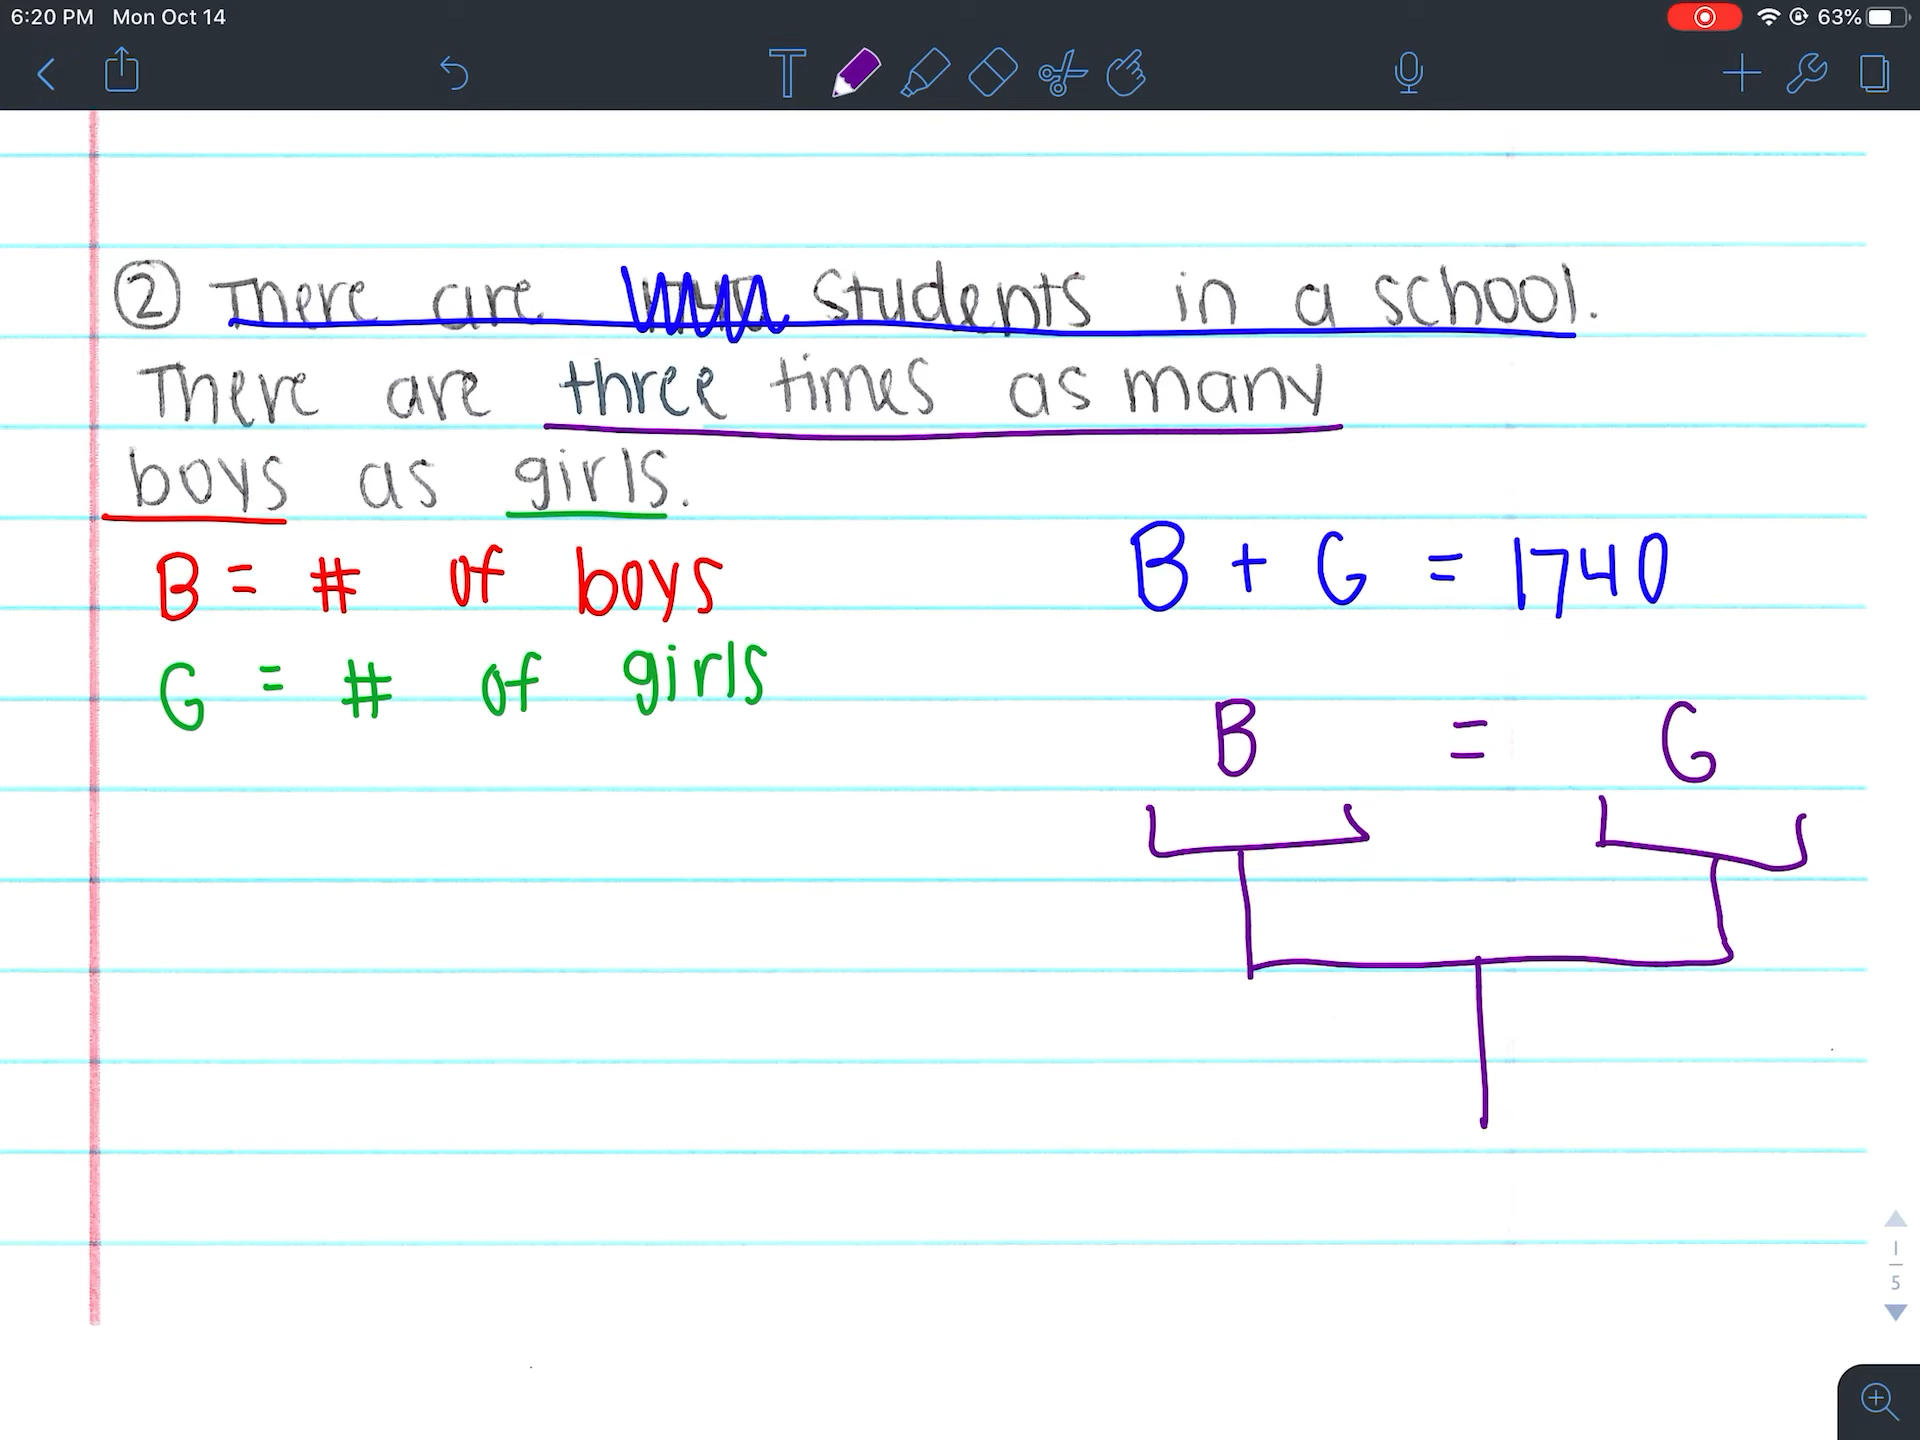 6:20 PM Mon Oct 14
63%
T
② There are students in a school.
There are three times as many
boys as girls.
B = # of boys
B + G = 1740
G = # of girls
B = G
1
5